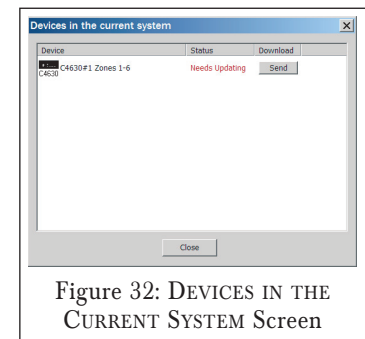 Devices in the current system
Device Status Download
C4630 C4630#1 Zones 1-6 Needs Updating Send
Close
Figure 32: DEVICES IN THE
CURRENT SYSTEM Screen